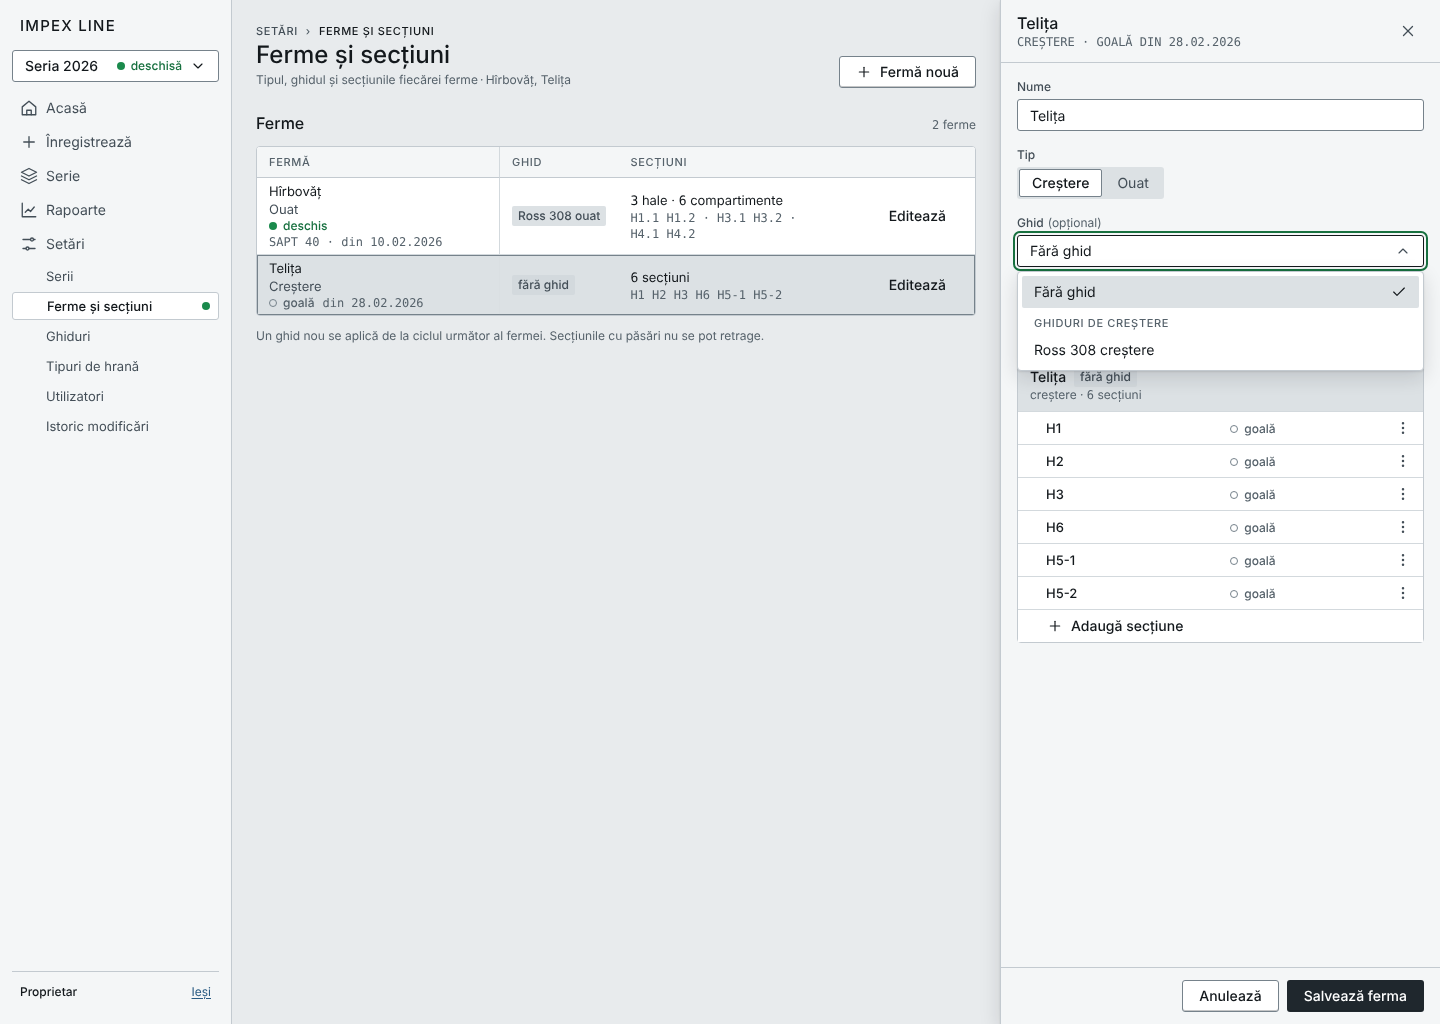 IMPEX LINE
Seria 2026 deschisă
Acasă
Înregistrează
Serie
Rapoarte
Setări
Serii
Ferme și secțiuni
Ghiduri
Tipuri de hrană
Utilizatori
Istoric modificări
Proprietar Ieși
SETĂRI › FERME ȘI SECȚIUNI
Ferme și secțiuni
Tipul, ghidul și secțiunile fiecărei ferme · Hîrbovăț, Telița
Fermă nouă
Ferme
2 ferme
FERMĂ GHID SECȚIUNI
Hîrbovăț
Ouat
deschis
SAPT 40 · din 10.02.2026
Ross 308 ouat
3 hale · 6 compartimente
H1.1 H1.2 · H3.1 H3.2 ·
H4.1 H4.2
Editează
Telița
Creștere
goală din 28.02.2026
fără ghid
6 secțiuni
H1 H2 H3 H6 H5-1 H5-2
Editează
Un ghid nou se aplică de la ciclul următor al fermei. Secțiunile cu păsări nu se pot retrage.
Telița
CREȘTERE · GOALĂ DIN 28.02.2026
Nume
Telița
Tip
Creștere Ouat
Ghid (opțional)
Fără ghid
Fără ghid
GHIDURI DE CREȘTERE
Ross 308 creștere
Telița fără ghid
creștere · 6 secțiuni
H1 goală
H2 goală
H3 goală
H6 goală
H5-1 goală
H5-2 goală
Adaugă secțiune
Anulează Salvează ferma